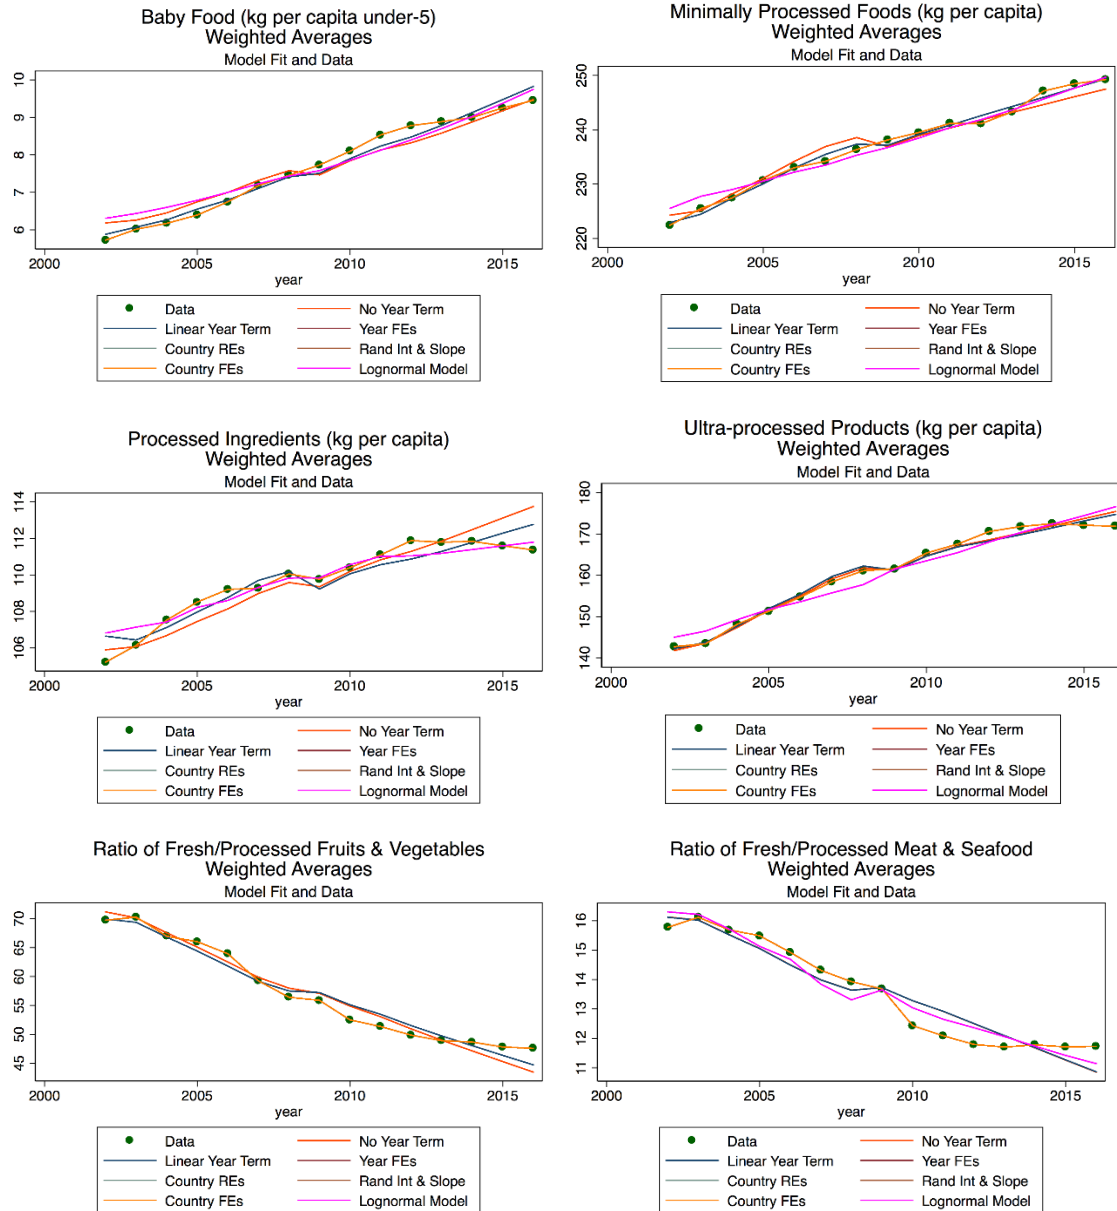 Baby Food (kg per capita under-5)
Weighted Averages
Model Fit and Data
10
9
8
7
6
2000 2005 2010 2015
year
Data No Year Term
Linear Year Term Year FEs
Country REs Rand Int & Slope
Country FEs Lognormal Model
Minimally Processed Foods (kg per capita)
Weighted Averages
Model Fit and Data
250
240
230
220
2000 2005 2010 2015
year
Data No Year Term
Linear Year Term Year FEs
Country REs Rand Int & Slope
Country FEs Lognormal Model
Processed Ingredients (kg per capita)
Weighted Averages
Model Fit and Data
114
112
110
108
106
2000 2005 2010 2015
year
Data No Year Term
Linear Year Term Year FEs
Country REs Rand Int & Slope
Country FEs Lognormal Model
Ultra-processed Products (kg per capita)
Weighted Averages
Model Fit and Data
180
170
160
150
140
2000 2005 2010 2015
year
Data No Year Term
Linear Year Term Year FEs
Country REs Rand Int & Slope
Country FEs Lognormal Model
Ratio of Fresh/Processed Fruits & Vegetables
Weighted Averages
Model Fit and Data
70
65
60
55
50
45
2000 2005 2010 2015
year
Data No Year Term
Linear Year Term Year FEs
Country REs Rand Int & Slope
Country FEs Lognormal Model
Ratio of Fresh/Processed Meat & Seafood
Weighted Averages
Model Fit and Data
16
15
14
13
12
11
2000 2005 2010 2015
year
Data No Year Term
Linear Year Term Year FEs
Country REs Rand Int & Slope
Country FEs Lognormal Model